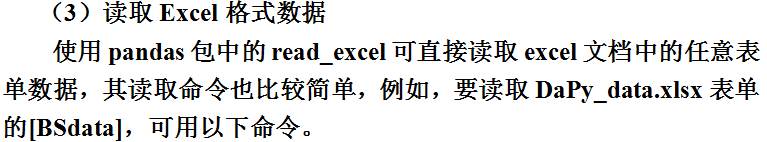 （3）读取 Excel 格式数据
使用 pandas 包中的 read_excel 可直接读取 excel 文档中的任意表
单数据，其读取命令也比较简单，例如，要读取 DaPy_data.xlsx 表单
的[BSdata]，可用以下命令。